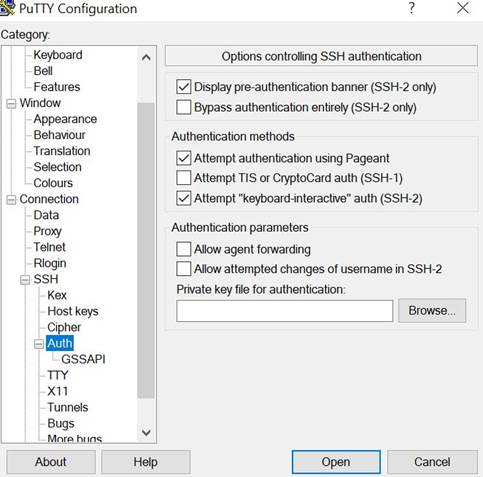 PuTTY Configuration
Category:
Keyboard
Bell
Features
Window
Appearance
Behaviour
Translation
Selection
Colours
Connection
Data
Proxy
Telnet
Rlogin
SSH
Kex
Host keys
Cipher
Auth
GSSAPI
TTY
X11
Tunnels
Bugs
More bugs
Options controlling SSH authentication
Display pre-authentication banner (SSH-2 only)
Bypass authentication entirely (SSH-2 only)
Authentication methods
Attempt authentication using Pageant
Attempt TIS or CryptoCard auth (SSH-1)
Attempt "keyboard-interactive" auth (SSH-2)
Authentication parameters
Allow agent forwarding
Allow attempted changes of username in SSH-2
Private key file for authentication:
Browse...
About
Help
Open
Cancel